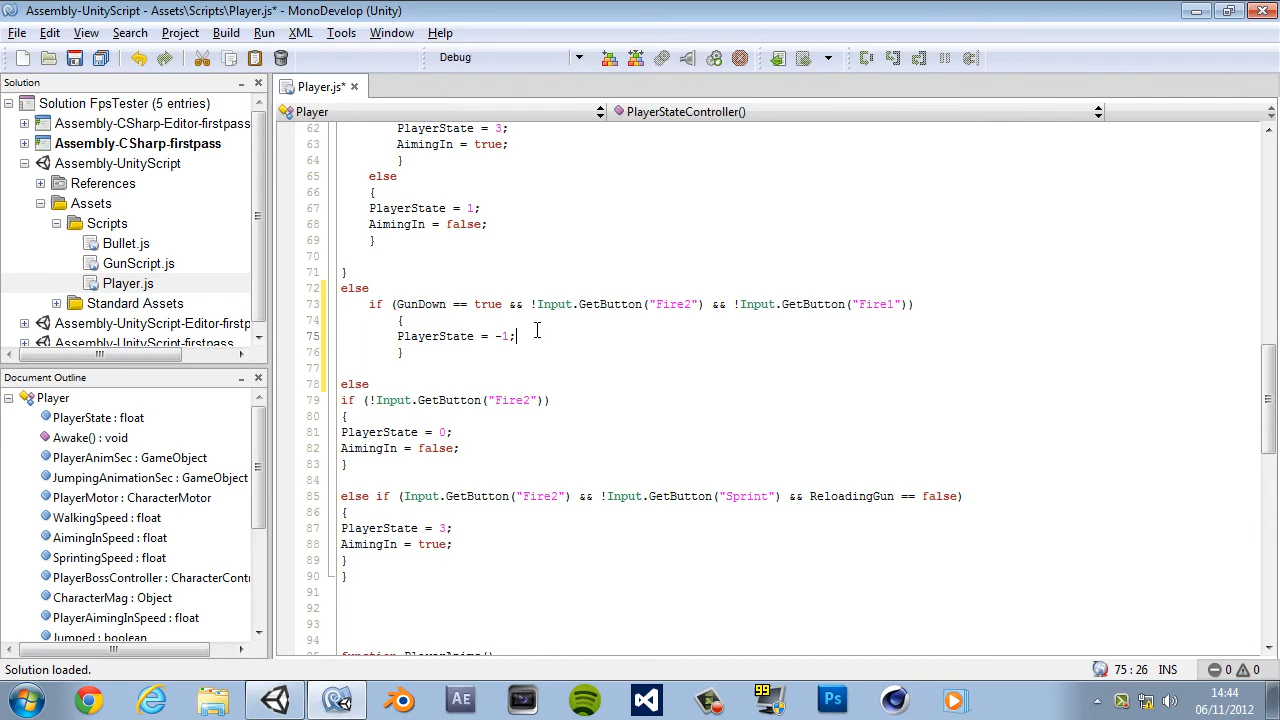 Assembly-UnityScript - Assets\Scripts\Player.js* - MonoDevelop (Unity)
File Edit View Search Project Build Run XML Tools Window Help
Debug
Solution
Solution FpsTester (5 entries)
Assembly-CSharp-Editor-firstpass
Assembly-CSharp-firstpass
Assembly-UnityScript
References
Assets
Scripts
Bullet.js
GunScript.js
Player.js
Standard Assets
Assembly-UnityScript-Editor-firstp
Assembly-UnityScript-firstpass
Document Outline
Player
PlayerState : float
Awake() : void
PlayerAnimSec : GameObject
JumpingAnimationSec : GameObject
PlayerMotor : CharacterMotor
WalkingSpeed : float
AimingInSpeed : float
SprintingSpeed : float
PlayerBossController : CharacterContr
CharacterMag : Object
PlayerAimingInSpeed : float
Jumped : boolean
Player.js*
Player PlayerStateController()
62 PlayerState = 3;
63 AimingIn = true;
64 }
65 else
66 {
67 PlayerState = 1;
68 AimingIn = false;
69 }
70
71 }
72 else
73 if (GunDown == true && !Input.GetButton("Fire2") && !Input.GetButton("Fire1"))
74 {
75 PlayerState = -1;
76 }
77
78 else
79 if (!Input.GetButton("Fire2"))
80 {
81 PlayerState = 0;
82 AimingIn = false;
83 }
84
85 else if (Input.GetButton("Fire2") && !Input.GetButton("Sprint") && ReloadingGun == false)
86 {
87 PlayerState = 3;
88 AimingIn = true;
89 }
90 }
91
92
93
94
function PlayerAnims()
Solution loaded. 75 : 26 INS 0 0
AE 99 Ps
14:44
06/11/2012